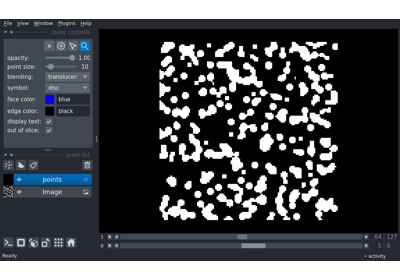 File View Window Plugins Help
layer controls
opacity: 1.00
point size: 10
blending: translucen
symbol: disc
face color: blue
edge color: black
display text:
out of slice:
layer list
points
Image
1 64 127
0 5 9
Ready activity